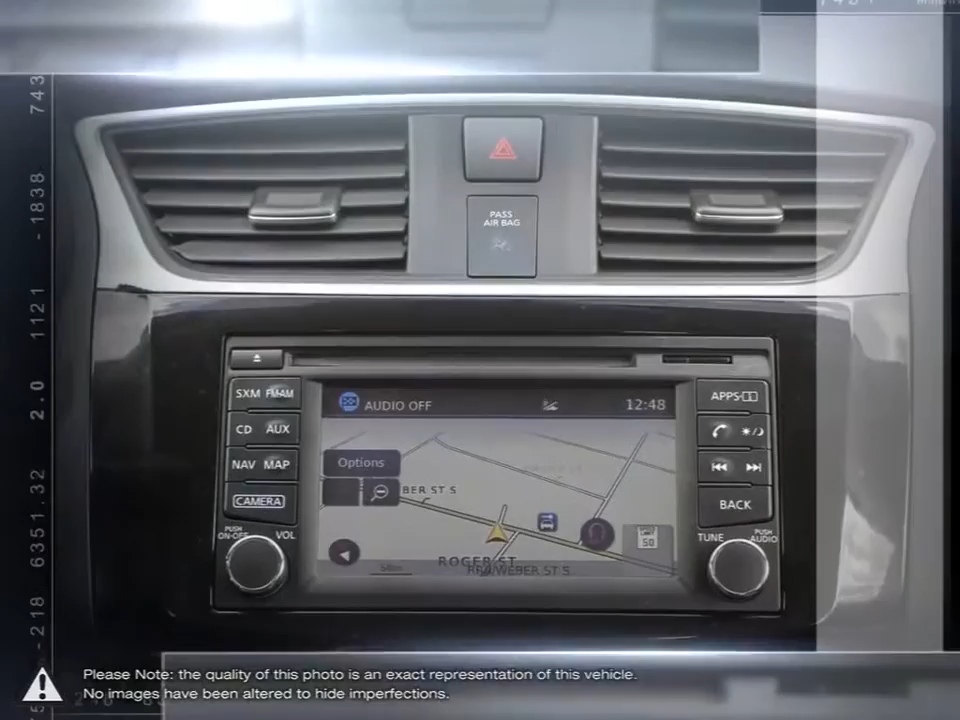 743
-1838
1121
2.0
6351.32
-218
PASS
AIR BAG
SXM FM-AM
CD AUX
NAV MAP
CAMERA
PUSH
ON-OFF
VOL
AUDIO OFF
12:48
Options
BER ST S
ROGER ST
WEBER ST S
50m
50
APPS
BACK
TUNE
PUSH
AUDIO
Please Note: the quality of this photo is an exact representation of this vehicle.
No images have been altered to hide imperfections.